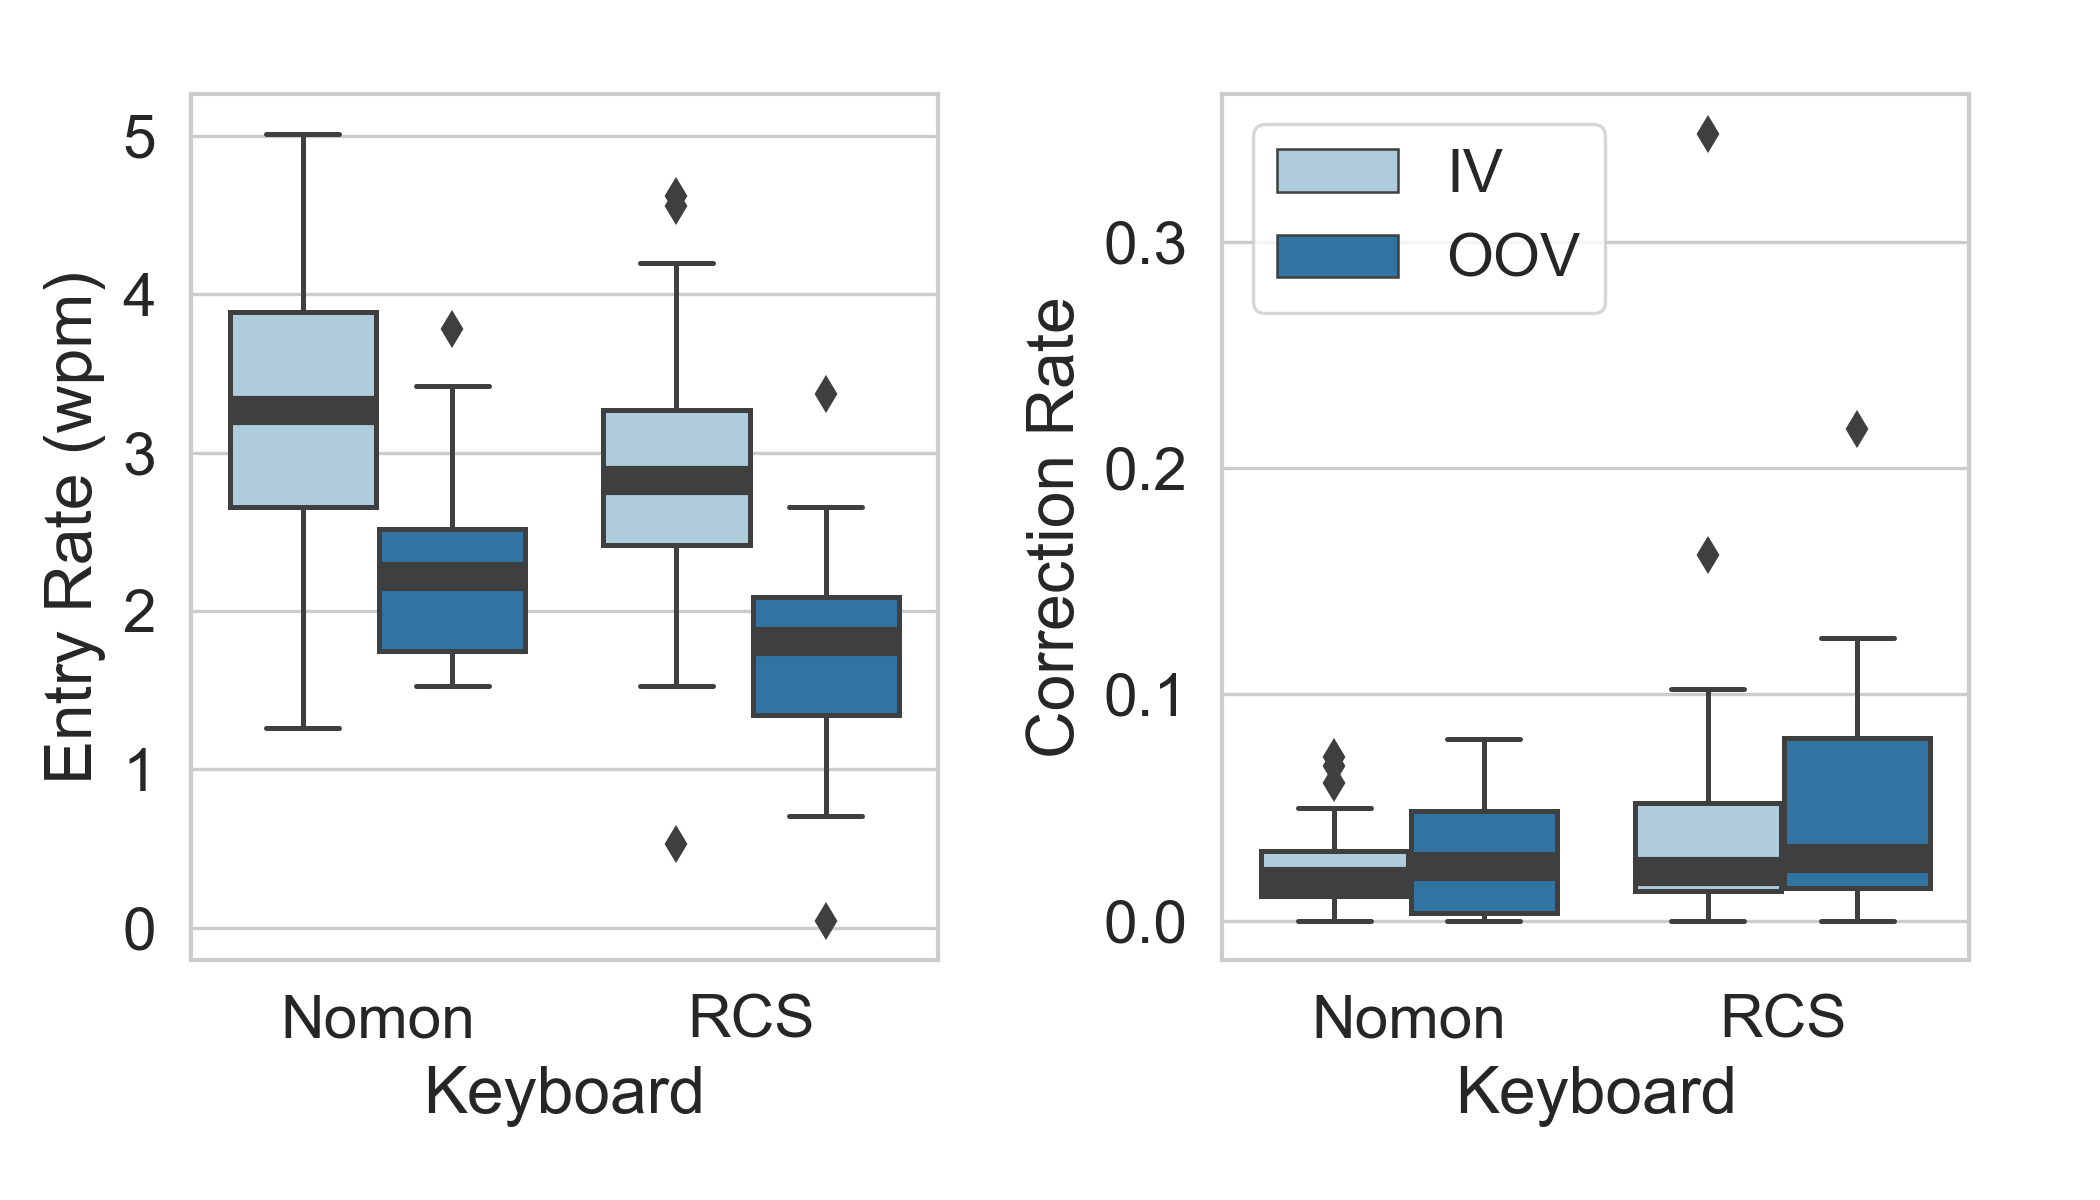 Entry Rate (wpm)
5
4
3
2
1
0
Nomon
RCS
Keyboard
Correction Rate
0.3
0.2
0.1
0.0
IV
OOV
Nomon
RCS
Keyboard